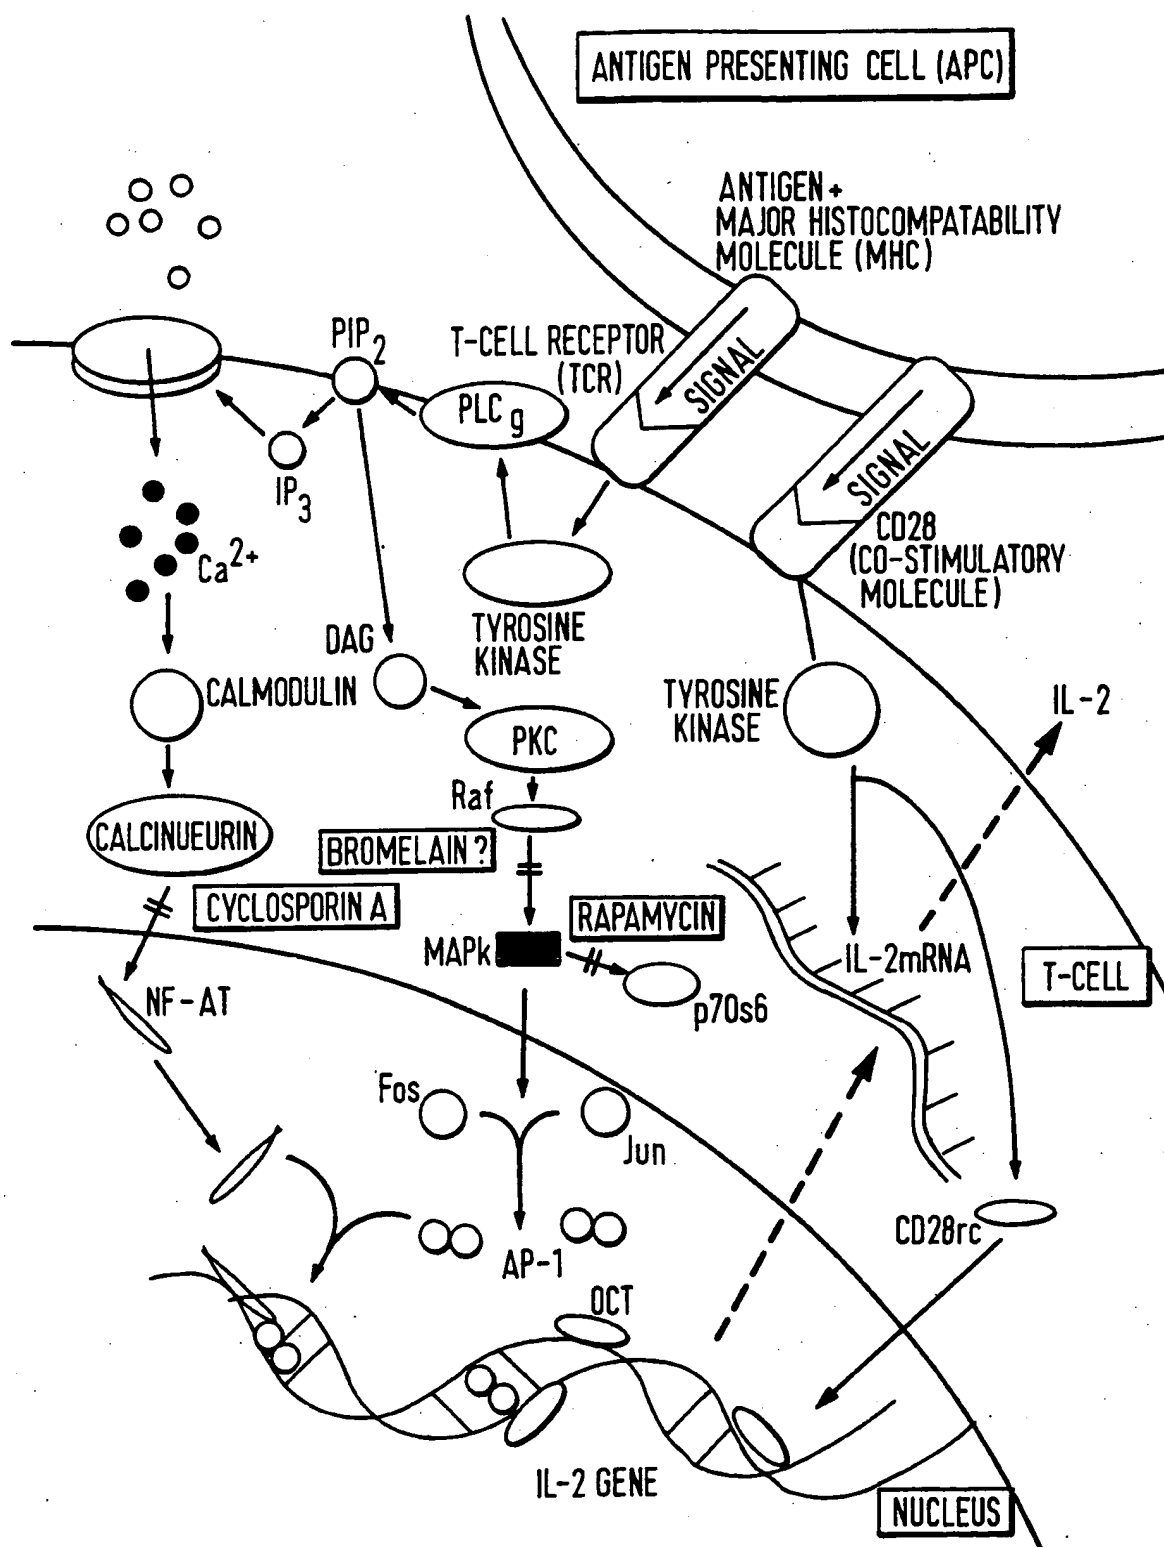 ANTIGEN PRESENTING CELL (APC)
ANTIGEN +
MAJOR HISTOCOMPATABILITY
MOLECULE (MHC)
PIP2
T-CELL RECEPTOR
(TCR)
SIGNAL
PLCg
SIGNAL
IP3
CD28
(CO-STIMULATORY
MOLECULE)
Ca2+
TYROSINE
KINASE
DAG
CALMODULIN
TYROSINE
KINASE
IL-2
PKC
Raf
CALCINUEURIN
BROMELAIN ?
CYCLOSPORIN A
RAPAMYCIN
MAPk
IL-2mRNA
T-CELL
NF-AT
p70s6
Fos
Jun
CD28rc
AP-1
OCT
IL-2 GENE
NUCLEUS